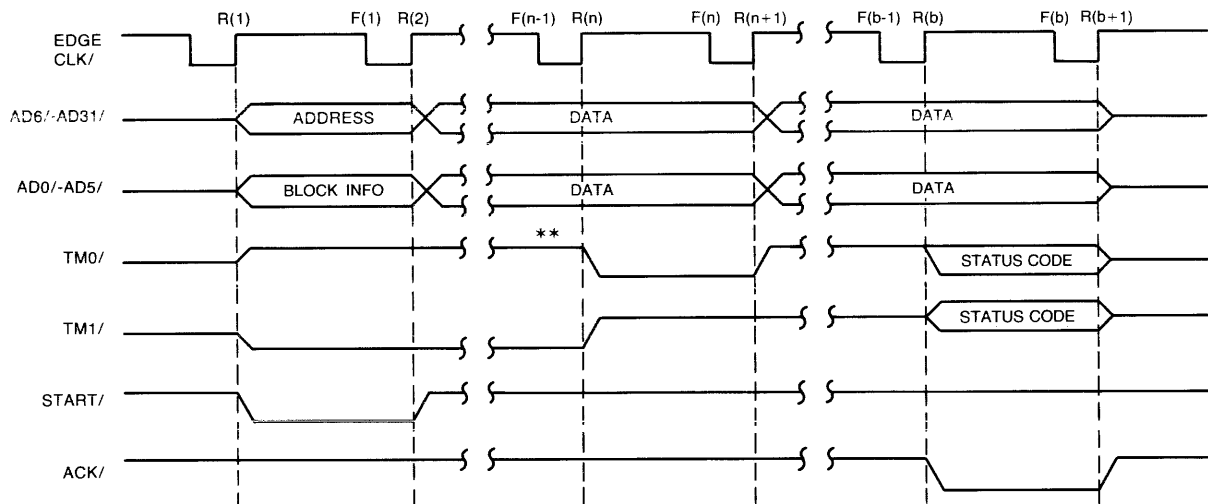 R(1) F(1) R(2) F(n-1) R(n) F(n) R(n+1) F(b-1) R(b) F(b) R(b+1)
EDGE
CLK/
AD6/-AD31/ ADDRESS DATA DATA
AD0/-AD5/ BLOCK INFO DATA DATA
**
TM0/ STATUS CODE
TM1/ STATUS CODE
START/
ACK/